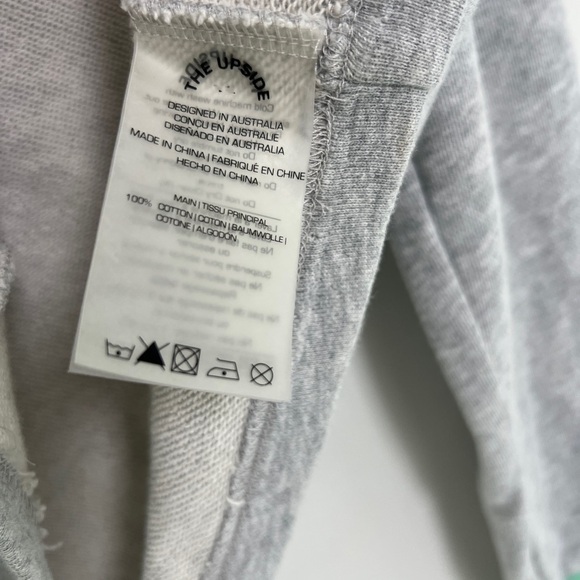 THE UPSIDE
DESIGNED IN AUSTRALIA
CONÇU EN AUSTRALIE
DISEÑADO EN AUSTRALIA
MADE IN CHINA | FABRIQUÉ EN CHINE
HECHO EN CHINA
MAIN | TISSU PRINCIPAL
100% COTTON | COTON | BAUMWOLLE |
COTONE | ALGODÓN